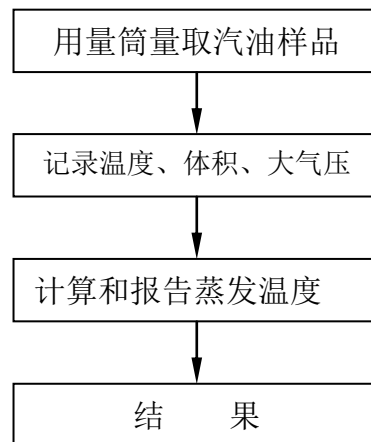 用量筒量取汽油样品
记录温度、体积、大气压
计算和报告蒸发温度
结 果